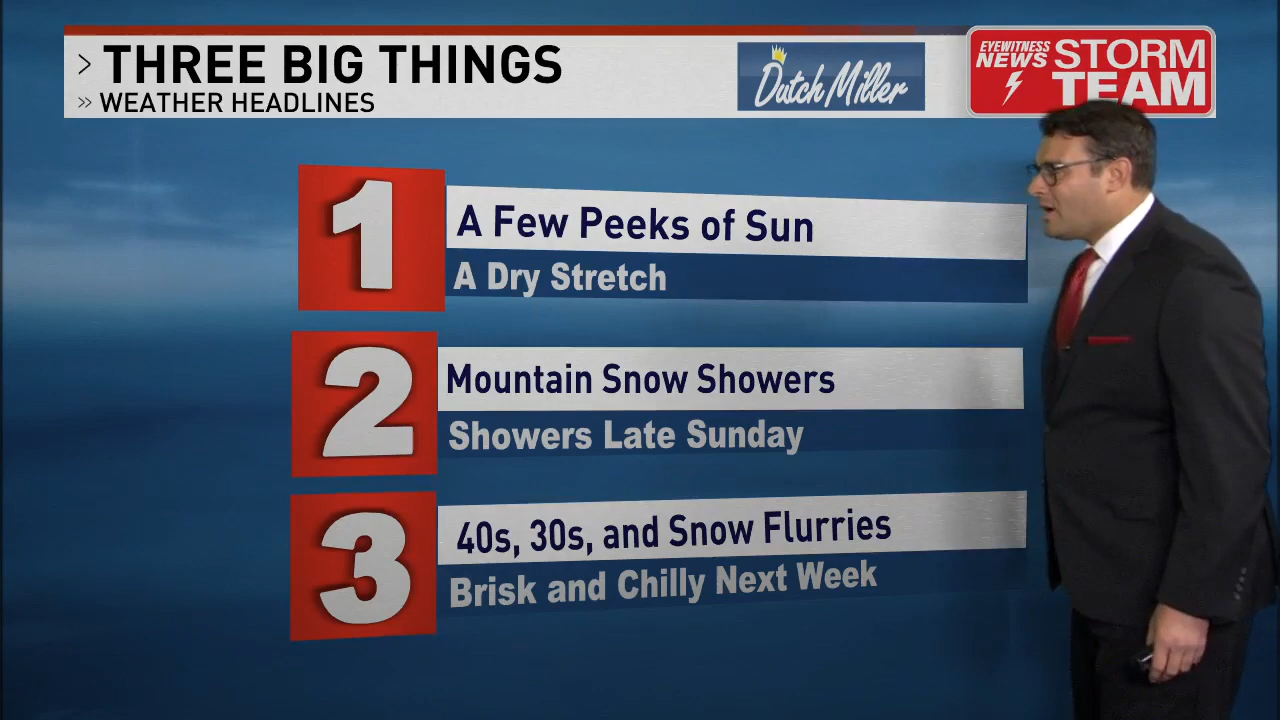 > THREE BIG THINGS
» WEATHER HEADLINES
Dutch Miller
EYEWITNESS NEWS STORM TEAM
1
A Few Peeks of Sun
A Dry Stretch
2
Mountain Snow Showers
Showers Late Sunday
3
40s, 30s, and Snow Flurries
Brisk and Chilly Next Week